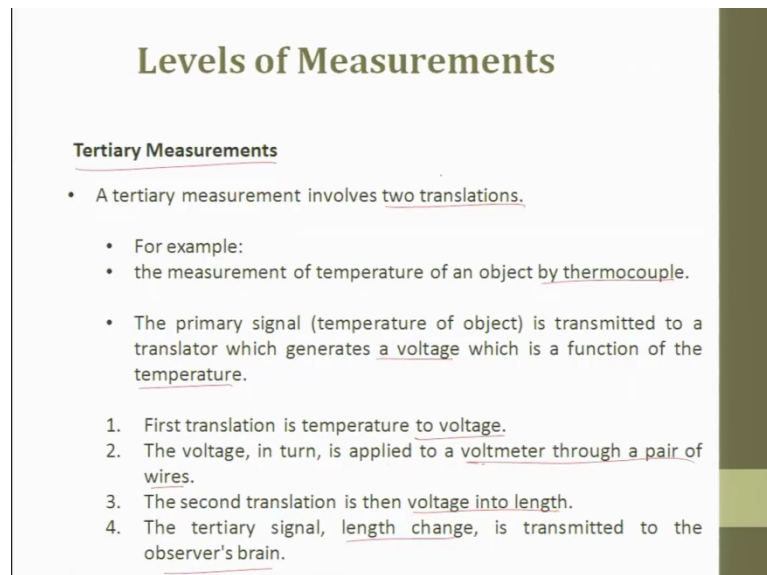 Levels of Measurements
Tertiary Measurements
• A tertiary measurement involves two translations.
• For example:
• the measurement of temperature of an object by thermocouple.
• The primary signal (temperature of object) is transmitted to a
translator which generates a voltage which is a function of the
temperature.
1. First translation is temperature to voltage.
2. The voltage, in turn, is applied to a voltmeter through a pair of
wires.
3. The second translation is then voltage into length.
4. The tertiary signal, length change, is transmitted to the
observer's brain.